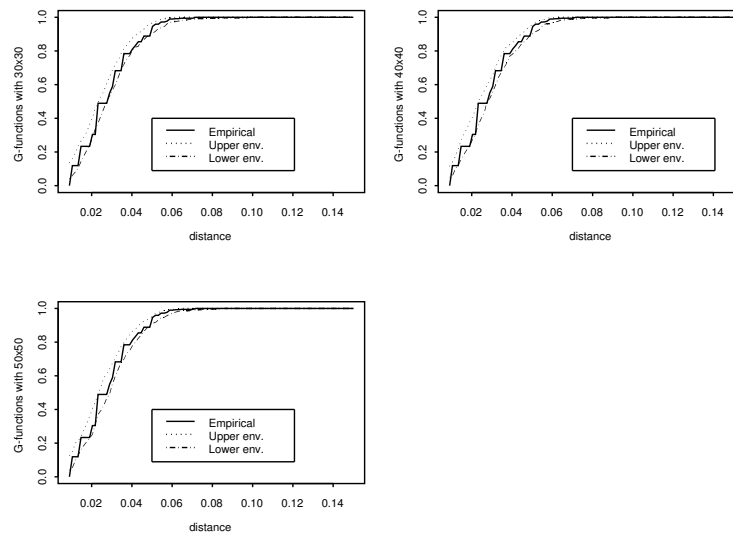 G-functions with 30x30
0.0 0.2 0.4 0.6 0.8 1.0
Empirical
Upper env.
Lower env.
0.02 0.04 0.06 0.08 0.10 0.12 0.14
distance
G-functions with 40x40
0.0 0.2 0.4 0.6 0.8 1.0
Empirical
Upper env.
Lower env.
0.02 0.04 0.06 0.08 0.10 0.12 0.14
distance
G-functions with 50x50
0.0 0.2 0.4 0.6 0.8 1.0
Empirical
Upper env.
Lower env.
0.02 0.04 0.06 0.08 0.10 0.12 0.14
distance